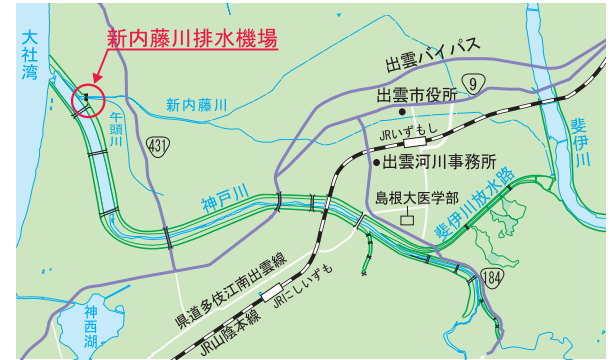 大社湾
新内藤川排水機場
新内藤川
午頭川
431
出雲バイパス
9
出雲市役所
JRいずもし
出雲河川事務所
斐伊川
島根大医学部
斐伊川放水路
神戸川
184
県道多伎江南出雲線
JRにしいずも
JR山陰本線
神西湖